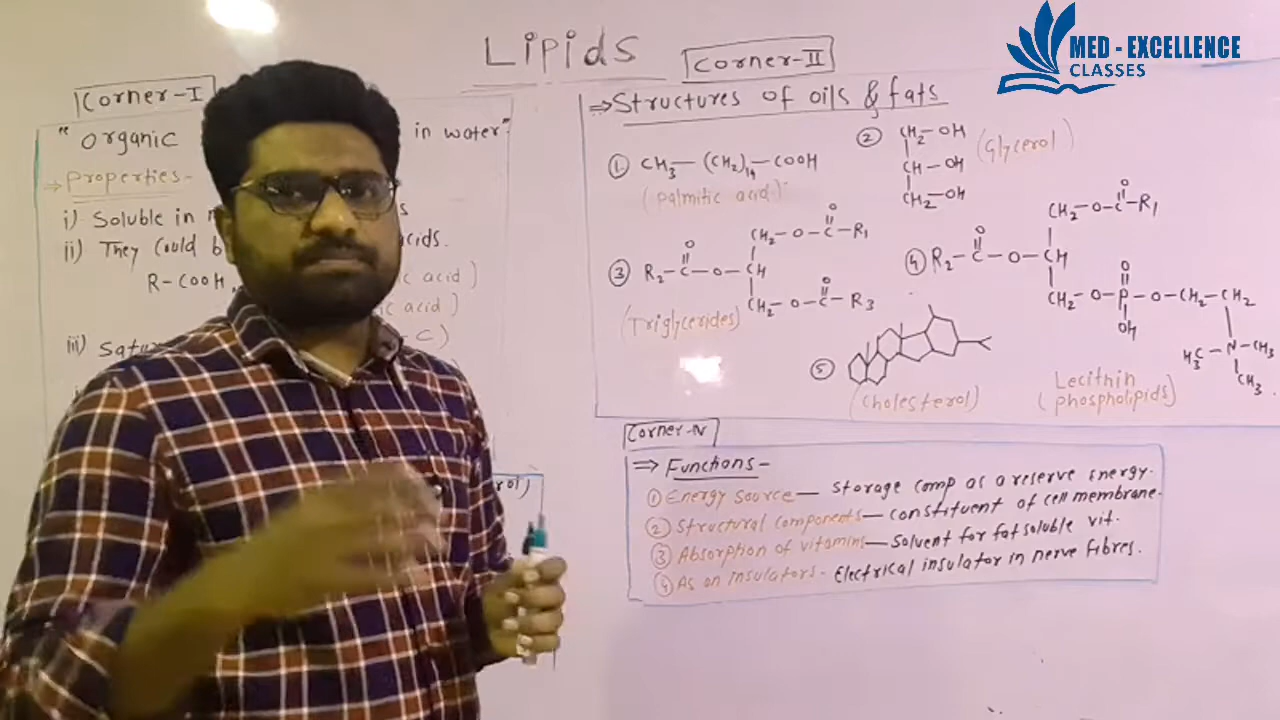 Lipids
MED - EXCELLENCE
CLASSES
Corner-I
"Organic in water"
⇒ Properties-
i) Soluble in
ii) They could b acids.
R-COOH ic acid)
ic acid)
iii) Satur -C)
rol)
Corner-II
⇒ Structures of oils & fats
① CH3— (CH2)14—COOH
(palmitic acid)
② CH2—OH
CH—OH
CH2—OH
(Glycerol)
③ CH2—O—C—R1
O
R2—C—O—CH
O
CH2—O—C—R3
O
(Triglycerides)
④ CH2—O—C—R1
O
R2—C—O—CH
O
CH2—O—P—O—CH2—CH2
O
OH
H3C—N—CH3
CH3
Lecithin
(phospholipids)
⑤
(Cholesterol)
Corner-IV
⇒ Functions-
① Energy source— Storage comp as a reserve energy.
② Structural components— constituent of cell membrane.
③ Absorption of vitamins— Solvent for fat soluble vit.
④ As an insulators- Electrical insulator in nerve fibres.